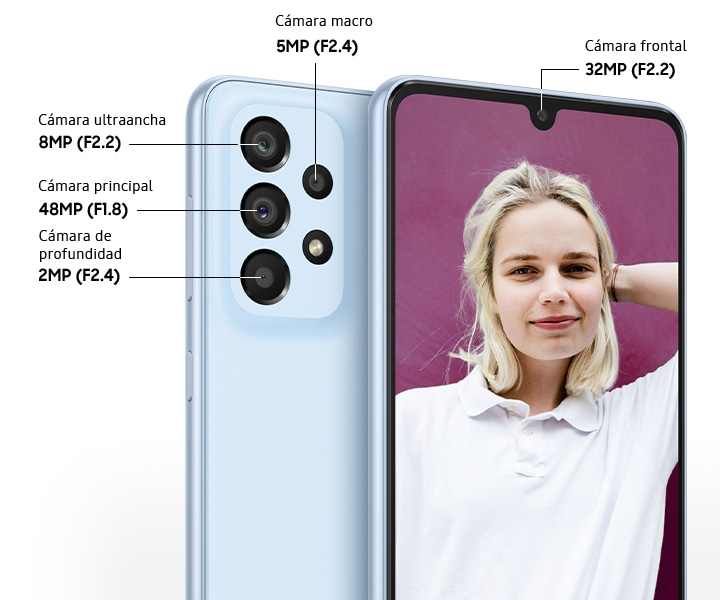 Cámara macro
5MP (F2.4)
Cámara frontal
32MP (F2.2)
Cámara ultraancha
8MP (F2.2)
Cámara principal
48MP (F1.8)
Cámara de
profundidad
2MP (F2.4)